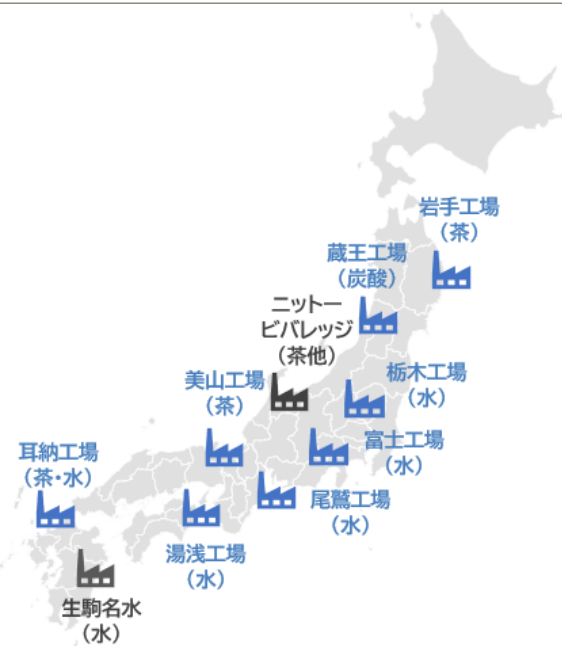 岩手工場
(茶)
蔵王工場
(炭酸)
ニットー
ビバレッジ
(茶他)
美山工場
(茶)
栃木工場
(水)
耳納工場
(茶・水)
富士工場
(水)
尾鷲工場
(水)
湯浅工場
(水)
生駒名水
(水)